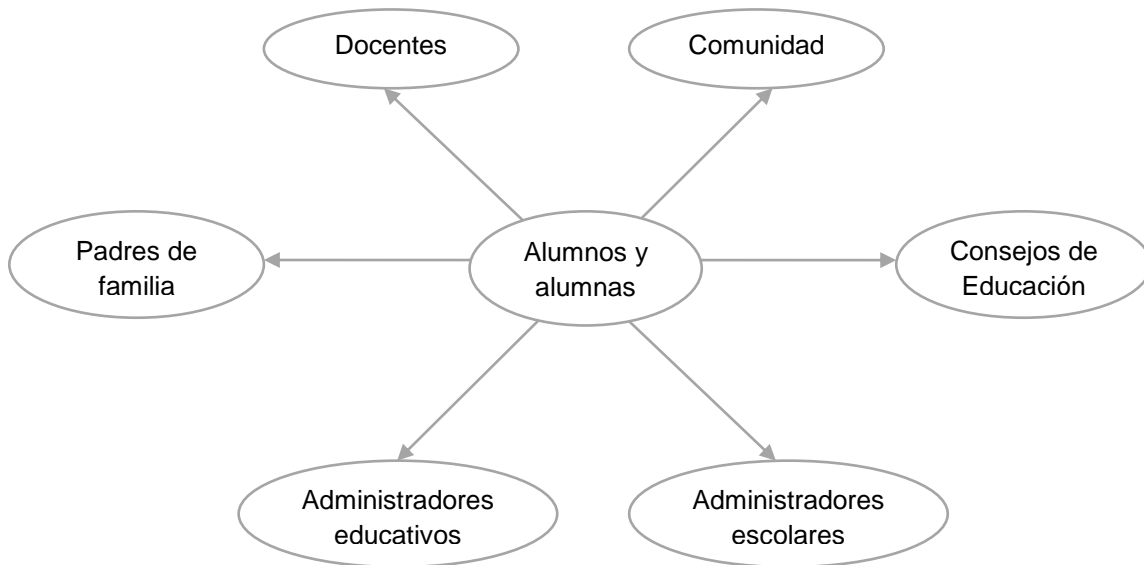 Docentes
Comunidad
Padres de
familia
Alumnos y
alumnas
Consejos de
Educación
Administradores
educativos
Administradores
escolares